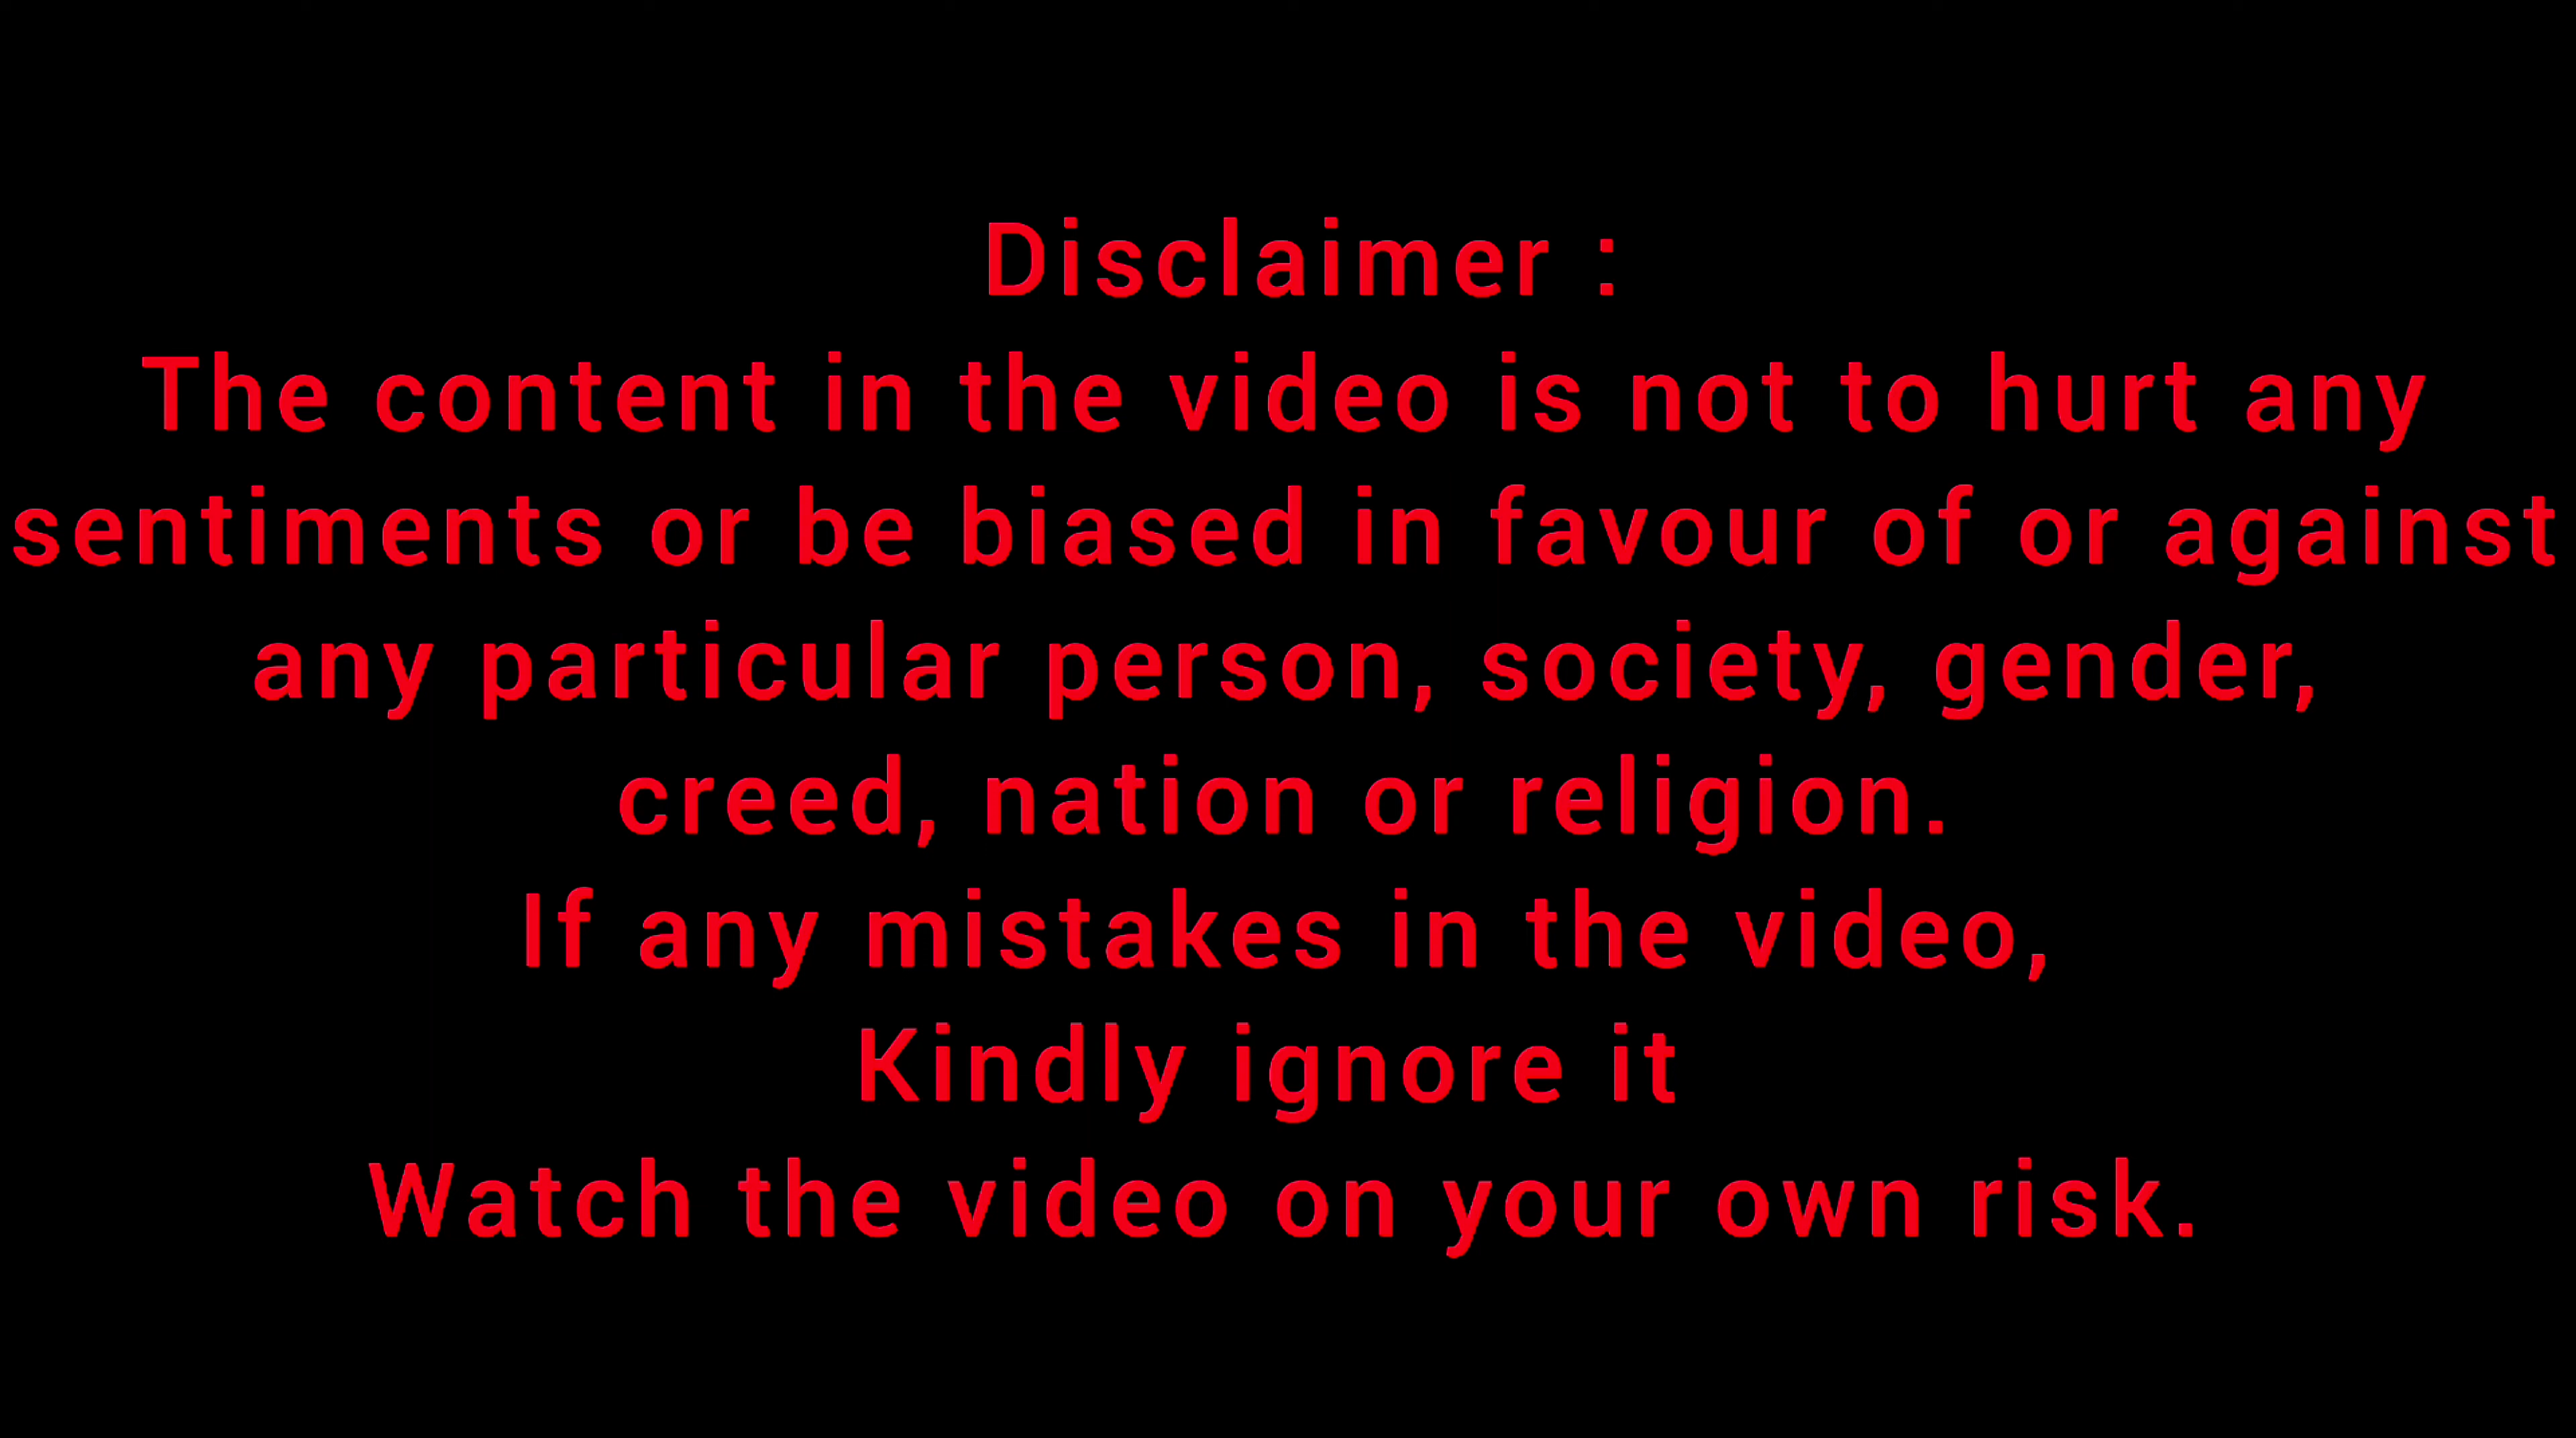 Disclaimer :
The content in the video is not to hurt any
sentiments or be biased in favour of or against
any particular person, society, gender,
creed, nation or religion.
If any mistakes in the video,
Kindly ignore it
Watch the video on your own risk.